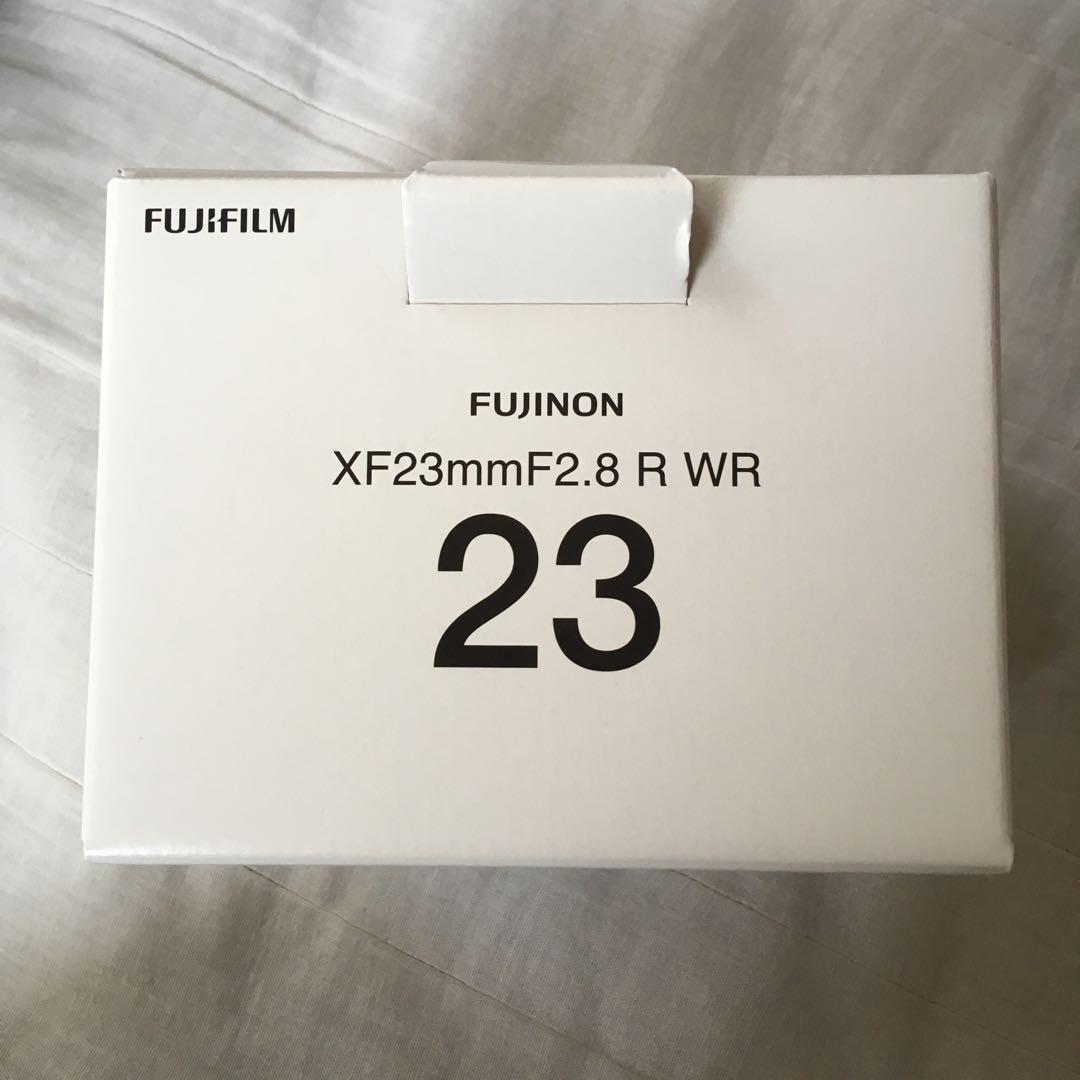 FUJIFILM
FUJINON
XF23mmF2.8 R WR
23